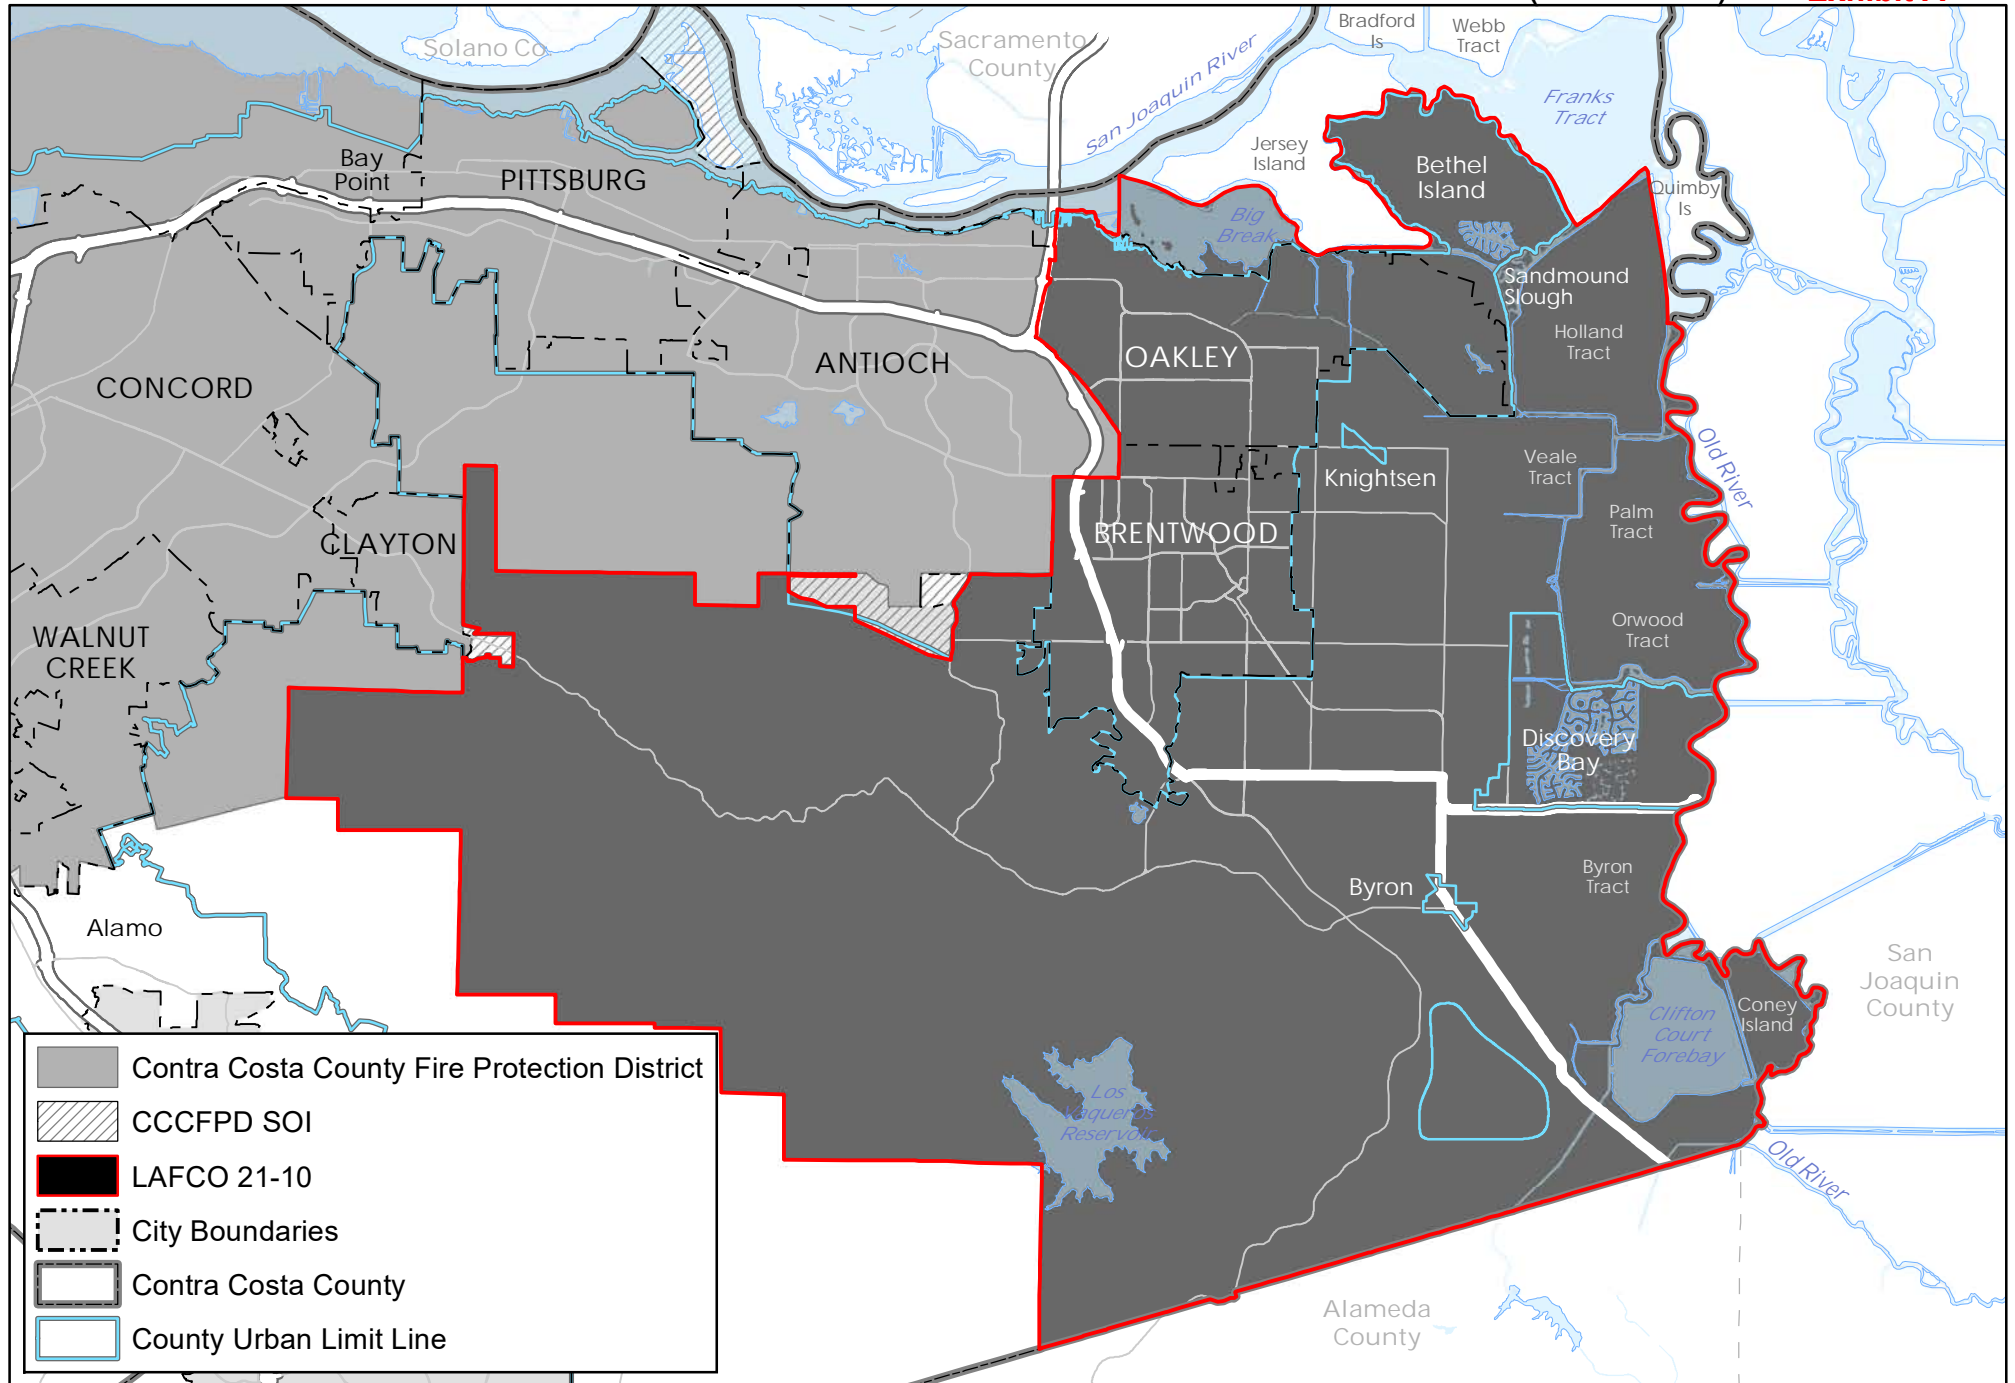 Solano Co
Sacramento
County
San Joaquin River
Bradford
Is
Webb
Tract
Franks
Tract
Jersey
Island
Bethel
Island
Quimby
Is
Bay
Point
PITTSBURG
Big
Break
Sandmound
Slough
Holland
Tract
CONCORD
ANTIOCH
OAKLEY
Old River
Veale
Tract
Knightsen
Palm
Tract
CLAYTON
BRENTWOOD
Orwood
Tract
WALNUT
CREEK
Discovery
Bay
Byron
Byron
Tract
Alamo
San
Joaquin
County
Coney
Island
Clifton
Court
Forebay
Los
Vaqueros
Reservoir
Old River
Alameda
County
Contra Costa County Fire Protection District
CCCFPD SOI
LAFCO 21-10
City Boundaries
Contra Costa County
County Urban Limit Line